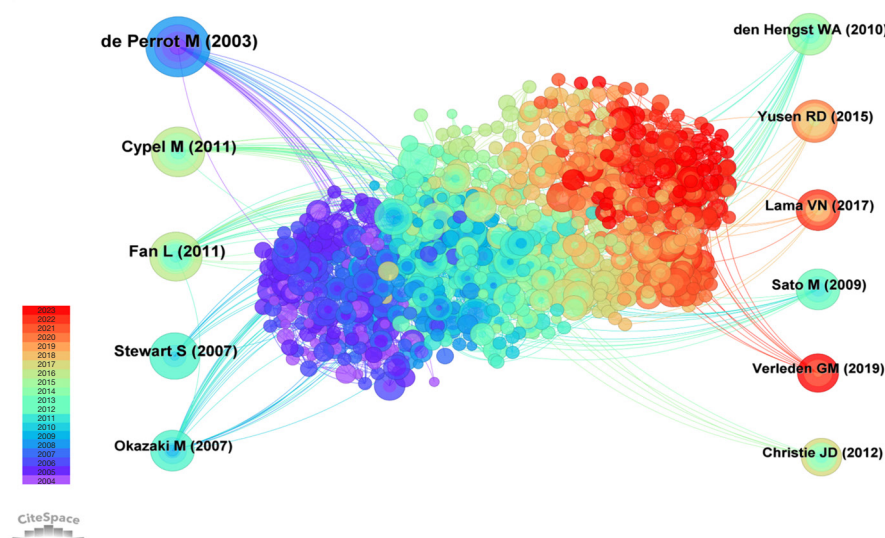 de Perrot M (2003)
Cypel M (2011)
Fan L (2011)
Stewart S (2007)
Okazaki M (2007)
den Hengst WA (2010)
Yusen RD (2015)
Lama VN (2017)
Sato M (2009)
Verleden GM (2019)
Christie JD (2012)
2023
2022
2021
2020
2019
2018
2017
2016
2015
2014
2013
2012
2011
2010
2009
2008
2007
2006
2005
2004
CiteSpace